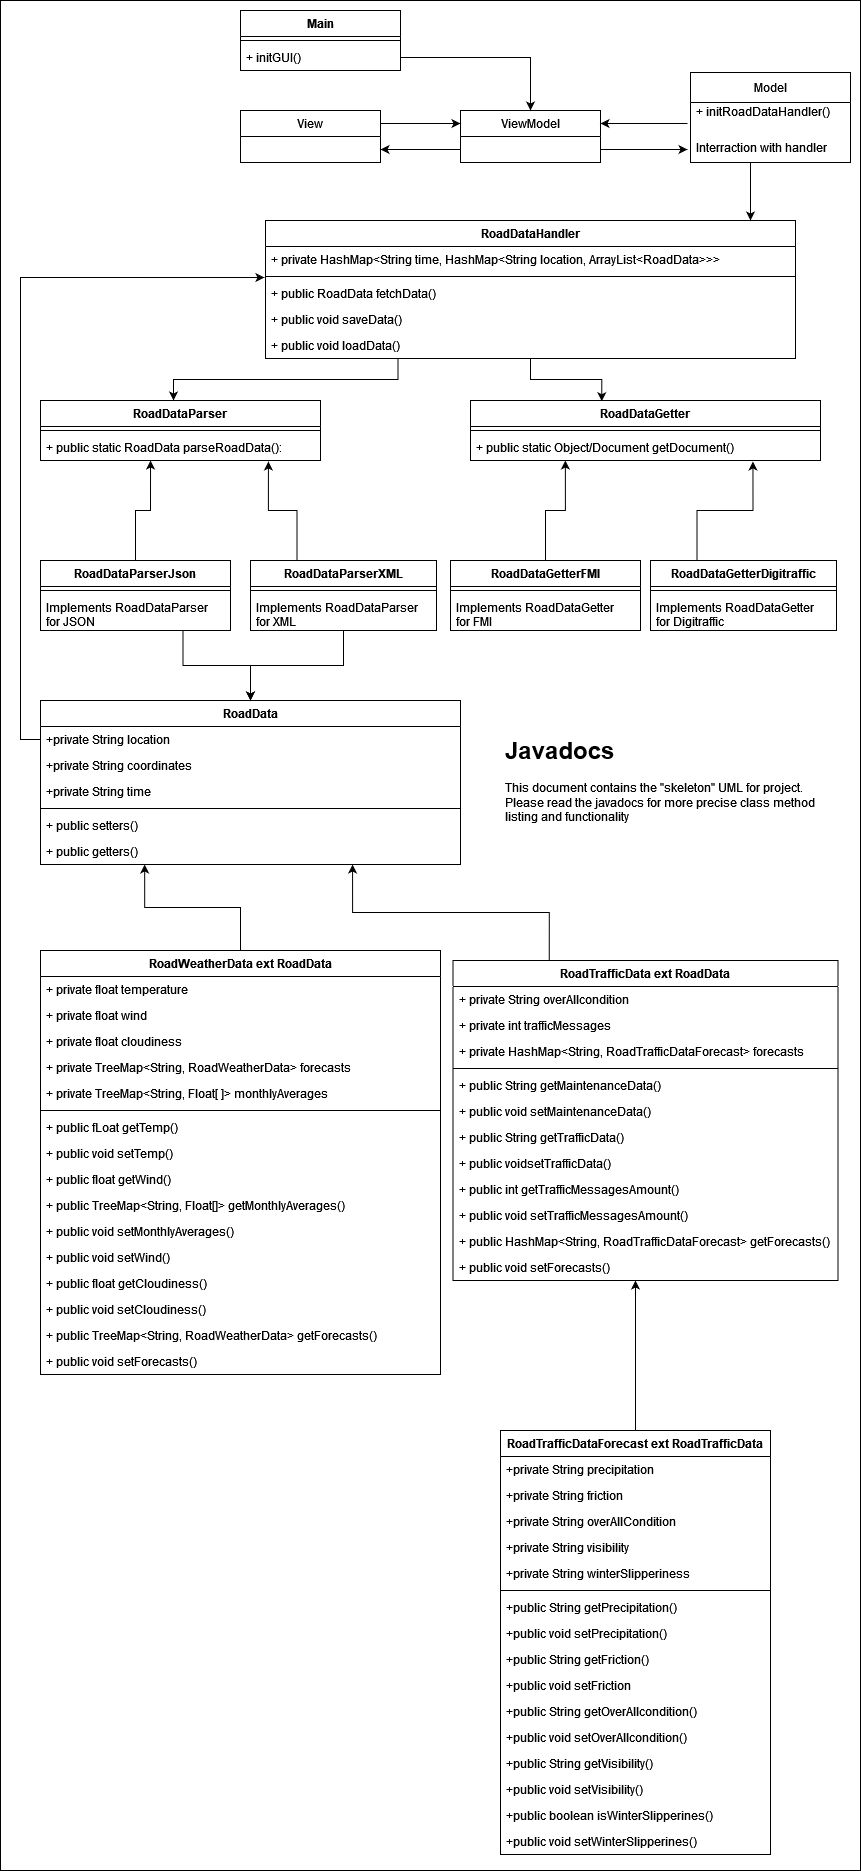 Main
+ initGUI()
Model
+ initRoadDataHandler()
Interraction with handler
View
ViewModel
RoadDataHandler
+ private HashMap<String time, HashMap<String location, ArrayList<RoadData>>>
+ public RoadData fetchData()
+ public void saveData()
+ public void loadData()
RoadDataParser
+ public static RoadData parseRoadData():
RoadDataGetter
+ public static Object/Document getDocument()
RoadDataParserJson
Implements RoadDataParser
for JSON
RoadDataParserXML
Implements RoadDataParser
for XML
RoadDataGetterFMI
Implements RoadDataGetter
for FMI
RoadDataGetterDigitraffic
Implements RoadDataGetter
for Digitraffic
RoadData
+private String location
+private String coordinates
+private String time
+ public setters()
+ public getters()
Javadocs
This document contains the "skeleton" UML for project.
Please read the javadocs for more precise class method
listing and functionality
RoadWeatherData ext RoadData
+ private float temperature
+ private float wind
+ private float cloudiness
+ private TreeMap<String, RoadWeatherData> forecasts
+ private TreeMap<String, Float[ ]> monthlyAverages
+ public fLoat getTemp()
+ public void setTemp()
+ public float getWind()
+ public TreeMap<String, Float[]> getMonthlyAverages()
+ public void setMonthlyAverages()
+ public void setWind()
+ public float getCloudiness()
+ public void setCloudiness()
+ public TreeMap<String, RoadWeatherData> getForecasts()
+ public void setForecasts()
RoadTrafficData ext RoadData
+ private String overAllcondition
+ private int trafficMessages
+ private HashMap<String, RoadTrafficDataForecast> forecasts
+ public String getMaintenanceData()
+ public void setMaintenanceData()
+ public String getTrafficData()
+ public voidsetTrafficData()
+ public int getTrafficMessagesAmount()
+ public void setTrafficMessagesAmount()
+ public HashMap<String, RoadTrafficDataForecast> getForecasts()
+ public void setForecasts()
RoadTrafficDataForecast ext RoadTrafficData
+private String precipitation
+private String friction
+private String overAllCondition
+private String visibility
+private String winterSlipperiness
+public String getPrecipitation()
+public void setPrecipitation()
+public String getFriction()
+public void setFriction
+public String getOverAllcondition()
+public void setOverAllcondition()
+public String getVisibility()
+public void setVisibility()
+public boolean isWinterSlipperines()
+public void setWinterSlipperines()